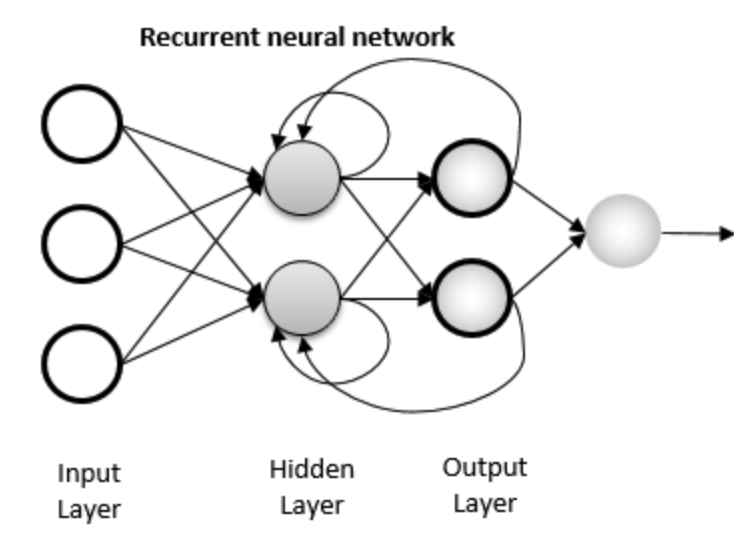 Recurrent neural network
Input
Layer
Hidden
Layer
Output
Layer